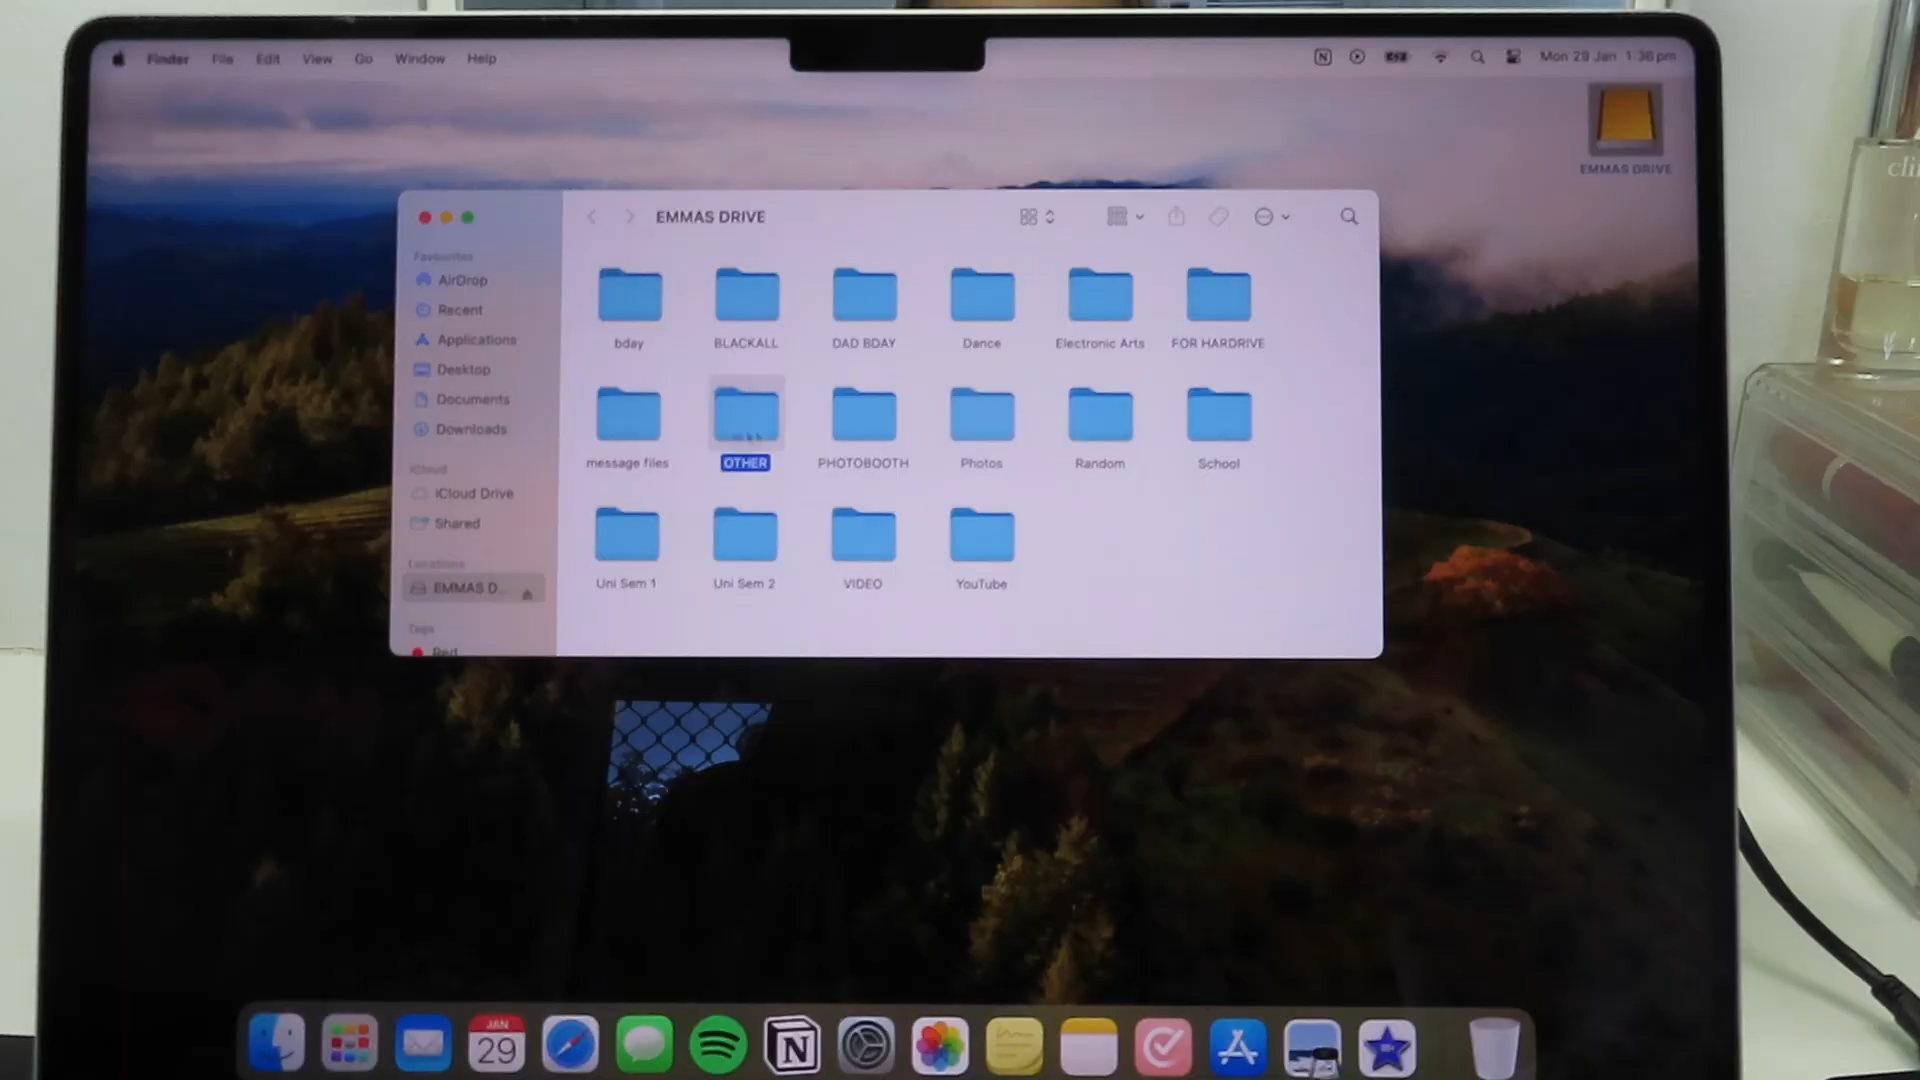 Finder File Edit View Go Window Help
Mon 29 Jan 1:36 pm
EMMAS DRIVE
EMMAS DRIVE
Favourites
AirDrop
Recent
Applications
Desktop
Documents
Downloads
iCloud
iCloud Drive
Shared
Locations
EMMAS D...
Tags
Red
bday BLACKALL DAD BDAY Dance Electronic Arts FOR HARDRIVE
message files OTHER PHOTOBOOTH Photos Random School
Uni Sem 1 Uni Sem 2 VIDEO YouTube
JAN
29
N
N